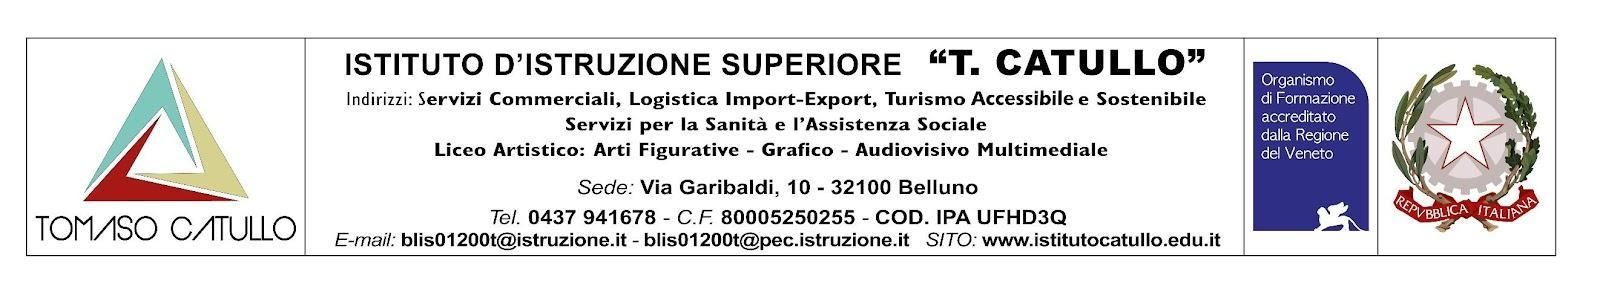 TOMASO CATULLO
ISTITUTO D'ISTRUZIONE SUPERIORE “T. CATULLO”
Indirizzi: Servizi Commerciali, Logistica Import-Export, Turismo Accessibile e Sostenibile
Servizi per la Sanità e l'Assistenza Sociale
Liceo Artistico: Arti Figurative - Grafico - Audiovisivo Multimediale
Sede: Via Garibaldi, 10 - 32100 Belluno
Tel. 0437 941678 - C.F. 80005250255 - COD. IPA UFHD3Q
E-mail: blis01200t@istruzione.it - blis01200t@pec.istruzione.it SITO: www.istitutocatullo.edu.it
Organismo
di Formazione
accreditato
dalla Regione
del Veneto
REPVBBLICA ITALIANA